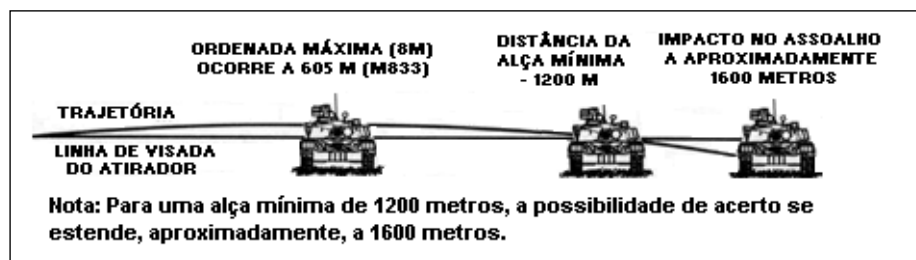 ORDENADA MÁXIMA (8M)
OCORRE A 605 M (M833)
DISTÂNCIA DA
ALÇA MÍNIMA
- 1200 M
IMPACTO NO ASSOALHO
A APROXIMADAMENTE
1600 METROS
TRAJETÓRIA
LINHA DE VISADA
DO ATIRADOR
Nota: Para uma alça mínima de 1200 metros, a possibilidade de acerto se
estende, aproximadamente, a 1600 metros.